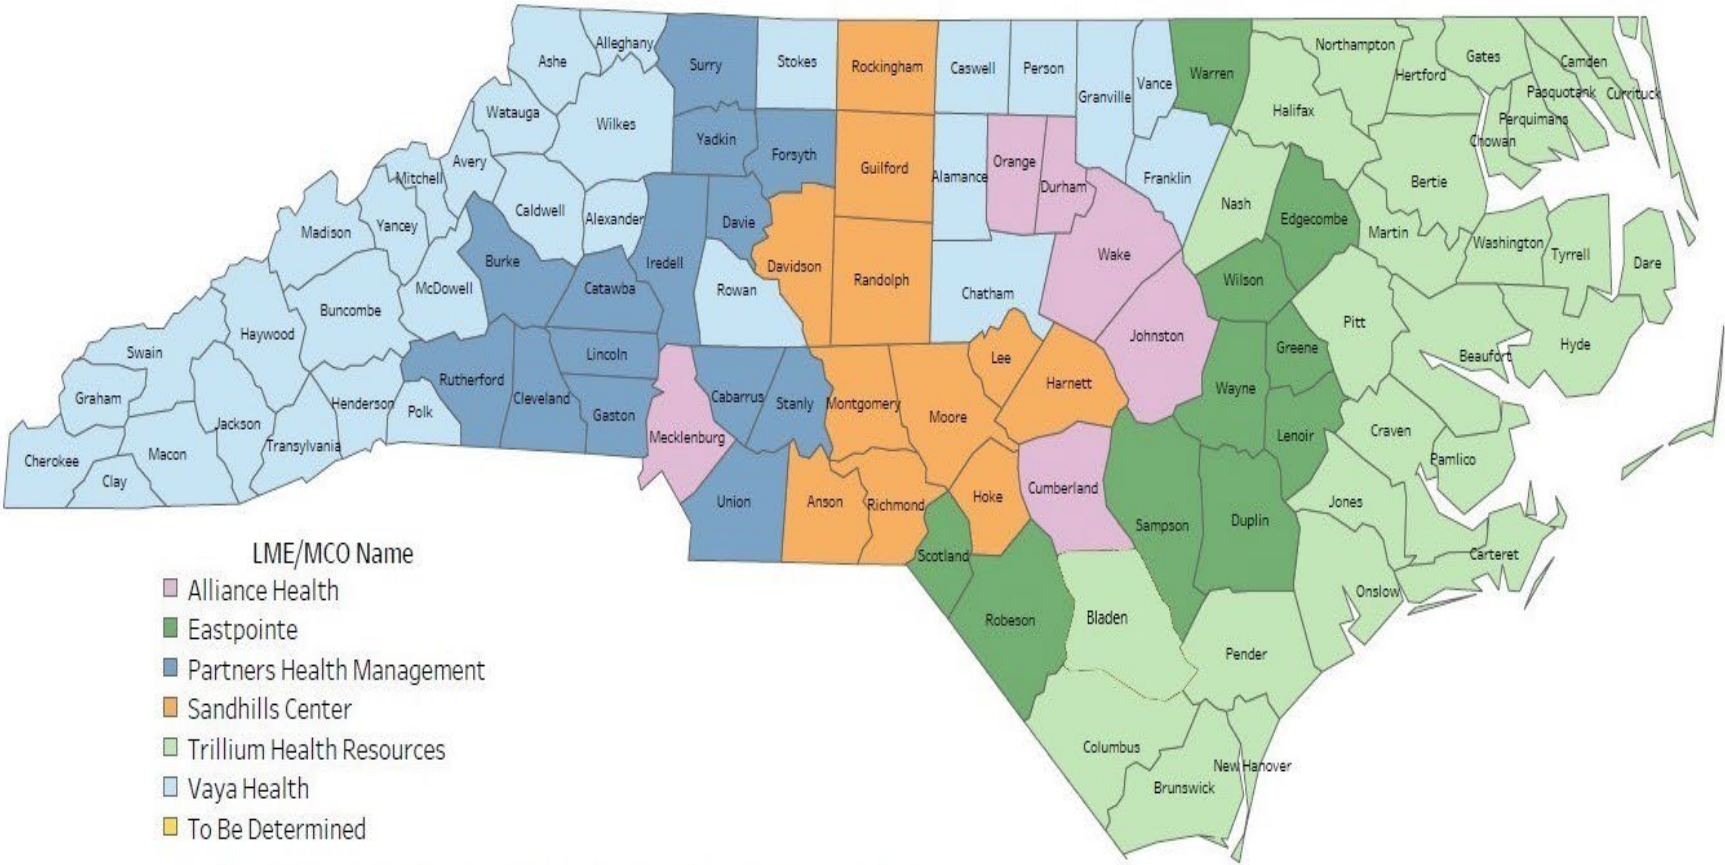 Ashe
Alleghany
Surry
Stokes
Rockingham
Caswell
Person
Granville
Vance
Warren
Northampton
Hertford
Gates
Camden
Pasquotank
Currituck
Perquimans
Chowan
Halifax
Watauga
Wilkes
Yadkin
Forsyth
Guilford
Alamance
Orange
Durham
Franklin
Nash
Edgecombe
Bertie
Martin
Washington
Tyrrell
Dare
Avery
Mitchell
Yancey
Madison
Caldwell
Alexander
Davie
Iredell
Burke
Catawba
Rowan
Davidson
Randolph
Chatham
Wake
Wilson
Johnston
Pitt
Greene
Beaufort
Hyde
McDowell
Buncombe
Haywood
Swain
Graham
Cherokee
Clay
Macon
Jackson
Transylvania
Henderson
Polk
Rutherford
Cleveland
Lincoln
Gaston
Mecklenburg
Cabarrus
Stanly
Montgomery
Moore
Lee
Harnett
Wayne
Lenoir
Craven
Pamlico
Union
Anson
Richmond
Hoke
Cumberland
Sampson
Duplin
Jones
Carteret
Onslow
Scotland
Robeson
Bladen
Pender
Columbus
Brunswick
New Hanover
LME/MCO Name
Alliance Health
Eastpointe
Partners Health Management
Sandhills Center
Trillium Health Resources
Vaya Health
To Be Determined